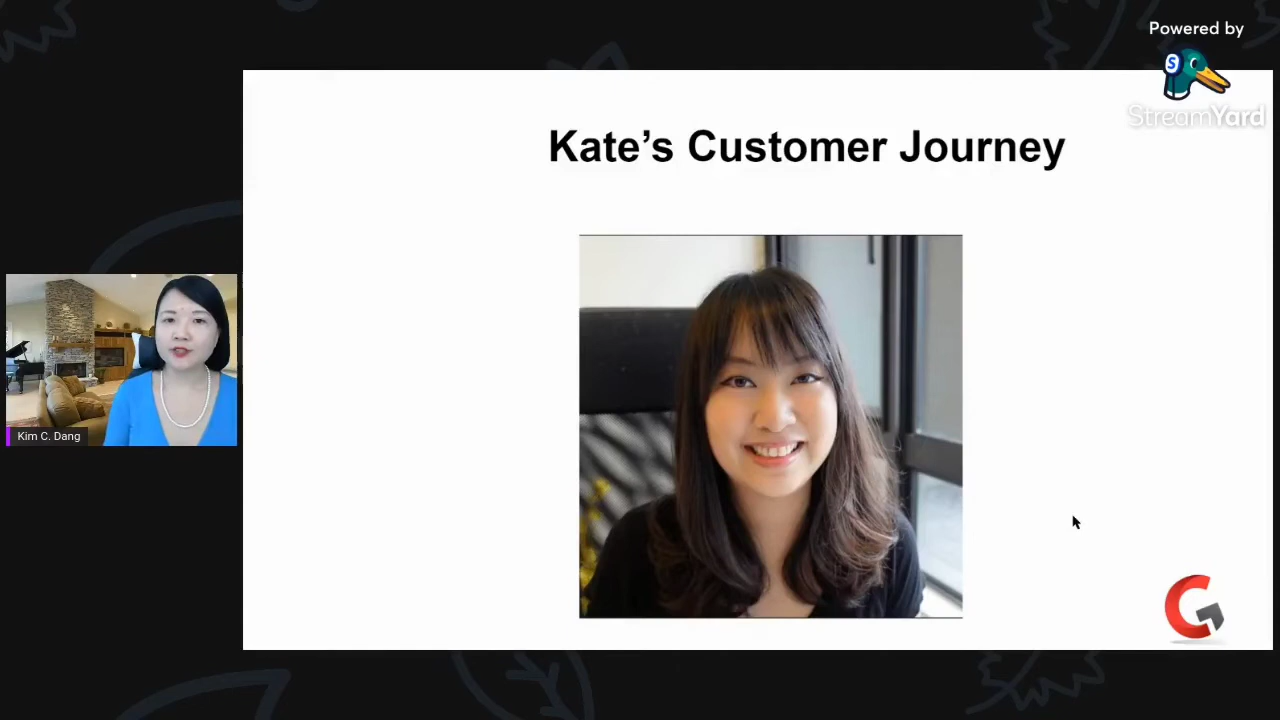 Powered by
S
StreamYard
Kate’s Customer Journey
Kim C. Dang
G